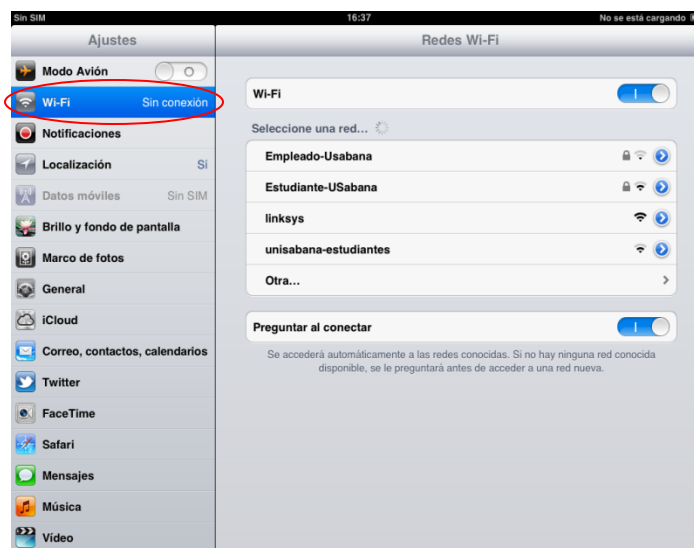 Sin SIM 16:37 No se está cargando
Ajustes
Modo Avión
Wi-Fi Sin conexión
Notificaciones
Localización Sí
Datos móviles Sin SIM
Brillo y fondo de pantalla
Marco de fotos
General
iCloud
Correo, contactos, calendarios
Twitter
FaceTime
Safari
Mensajes
Música
Vídeo
Redes Wi-Fi
Wi-Fi
Seleccione una red...
Empleado-Usabana
Estudiante-USabana
linksys
unisabana-estudiantes
Otra...
Preguntar al conectar
Se accederá automáticamente a las redes conocidas. Si no hay ninguna red conocida
disponible, se le preguntará antes de acceder a una red nueva.